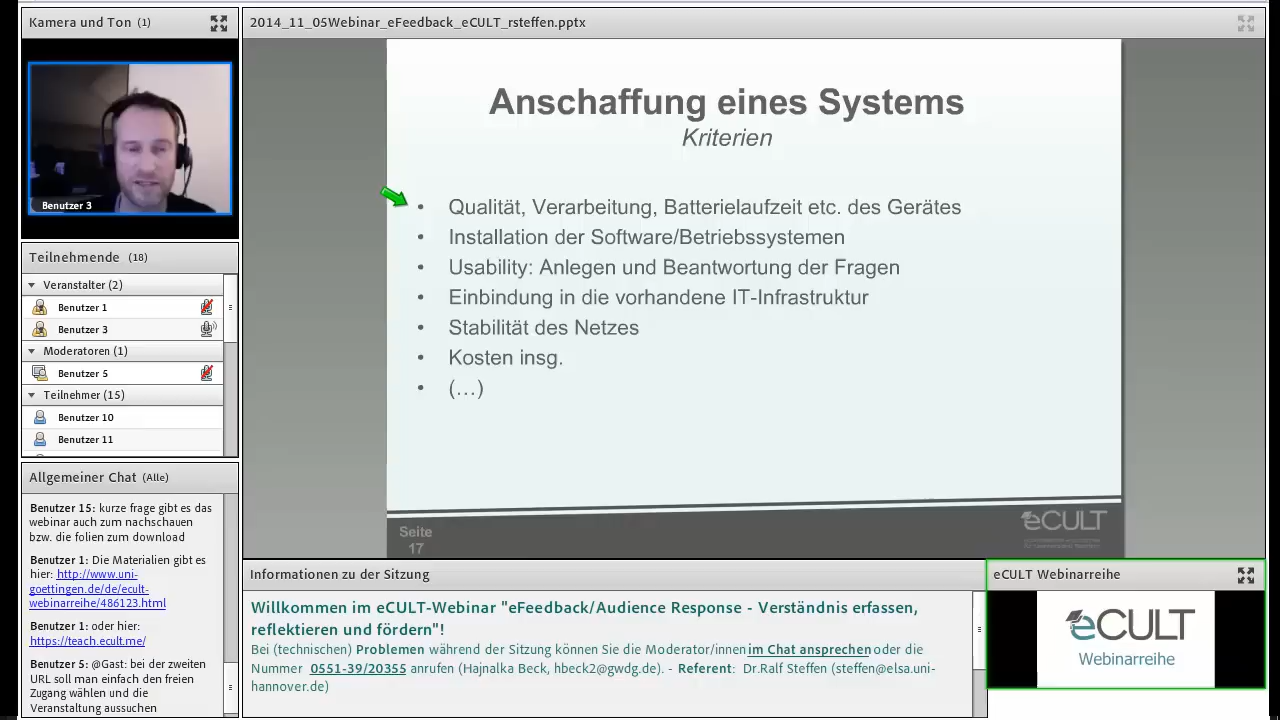 Kamera und Ton (1)
Benutzer 3
Teilnehmende (18)
Veranstalter (2)
Benutzer 1
Benutzer 3
Moderatoren (1)
Benutzer 5
Teilnehmer (15)
Benutzer 10
Benutzer 11
Allgemeiner Chat (Alle)
Benutzer 15: kurze frage gibt es das
webinar auch zum nachschauen
bzw. die folien zum download
Benutzer 1: Die Materialien gibt es
hier: http://www.uni-
goettingen.de/de/ecult-
webinarreihe/486123.html
Benutzer 1: oder hier:
https://teach.ecult.me/
Benutzer 5: @Gast: bei der zweiten
URL soll man einfach den freien
Zugang wählen und die
Veranstaltung aussuchen
2014_11_05Webinar_eFeedback_eCULT_rsteffen.pptx
Anschaffung eines Systems
Kriterien
• Qualität, Verarbeitung, Batterielaufzeit etc. des Gerätes
• Installation der Software/Betriebssystemen
• Usability: Anlegen und Beantwortung der Fragen
• Einbindung in die vorhandene IT-Infrastruktur
• Stabilität des Netzes
• Kosten insg.
• (…)
Seite
17
eCULT
Informationen zu der Sitzung
Willkommen im eCULT-Webinar "eFeedback/Audience Response - Verständnis erfassen,
reflektieren und fördern"!
Bei (technischen) Problemen während der Sitzung können Sie die Moderator/innen im Chat ansprechen oder die
Nummer 0551-39/20355 anrufen (Hajnalka Beck, hbeck2@gwdg.de). - Referent: Dr.Ralf Steffen (steffen@elsa.uni-
hannover.de)
eCULT Webinarreihe
eCULT
Webinarreihe